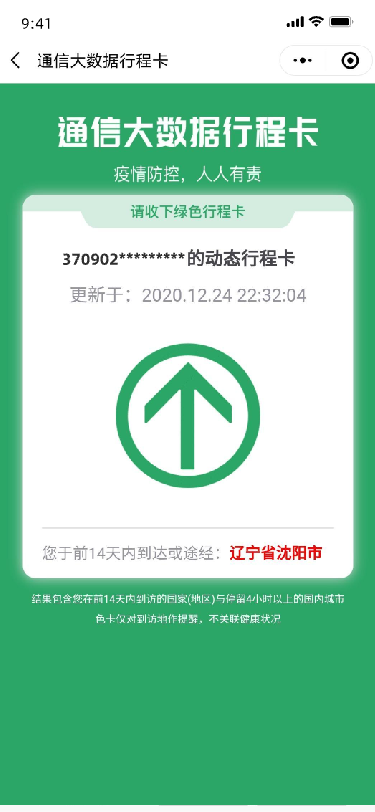 9:41
通信大数据行程卡
通信大数据行程卡
疫情防控，人人有责
请收下绿色行程卡
370902*********的动态行程卡
更新于：2020.12.24 22:32:04
您于前14天内到达或途经：辽宁省沈阳市
结果包含您在前14天内到访的国家(地区)与停留4小时以上的国内城市
色卡仅对到访地作提醒，不关联健康状况